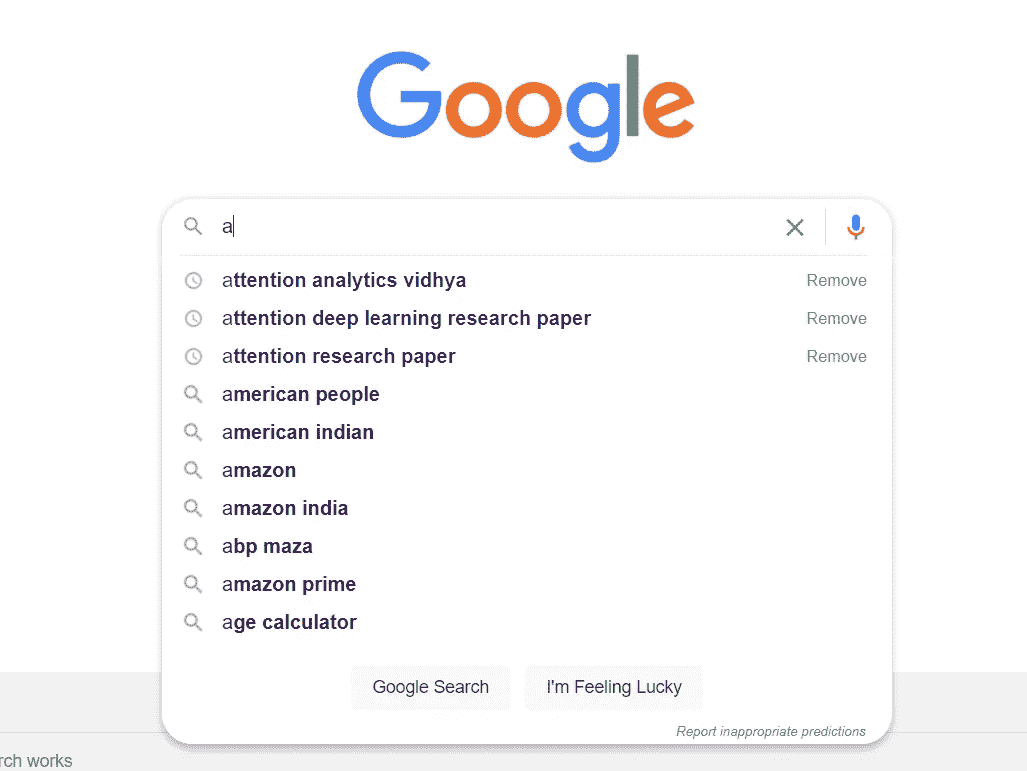 Google
a
attention analytics vidhya Remove
attention deep learning research paper Remove
attention research paper Remove
american people
american indian
amazon
amazon india
abp maza
amazon prime
age calculator
Google Search I'm Feeling Lucky
Report inappropriate predictions
rch works